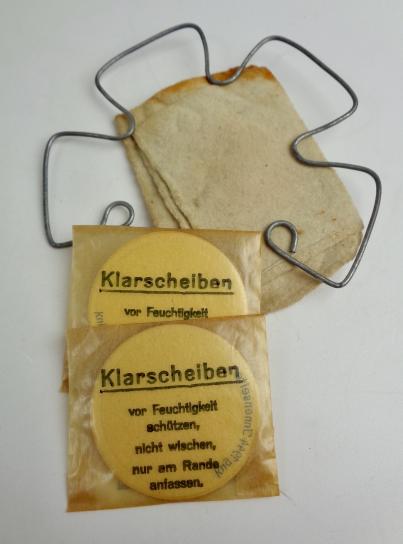 Klarscheiben
vor Feuchtigkeit
Klarscheiben
vor Feuchtigkeit
schützen,
nicht wischen,
nur am Rande
anfassen.